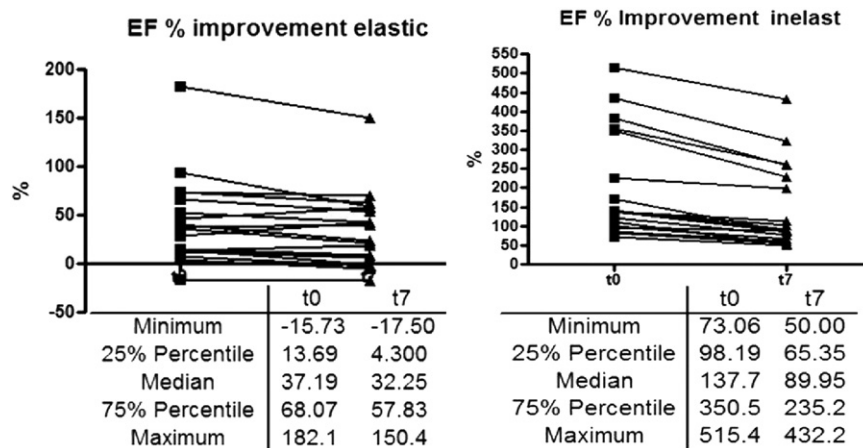 EF % improvement elastic
200
150
100
50
0
-50
%
t0 t7
Minimum -15.73 -17.50
25% Percentile 13.69 4.300
Median 37.19 32.25
75% Percentile 68.07 57.83
Maximum 182.1 150.4
EF % Improvement inelast
550
500
450
400
350
300
250
200
150
100
50
0
%
t0 t7
t0 t7
Minimum 73.06 50.00
25% Percentile 98.19 65.35
Median 137.7 89.95
75% Percentile 350.5 235.2
Maximum 515.4 432.2